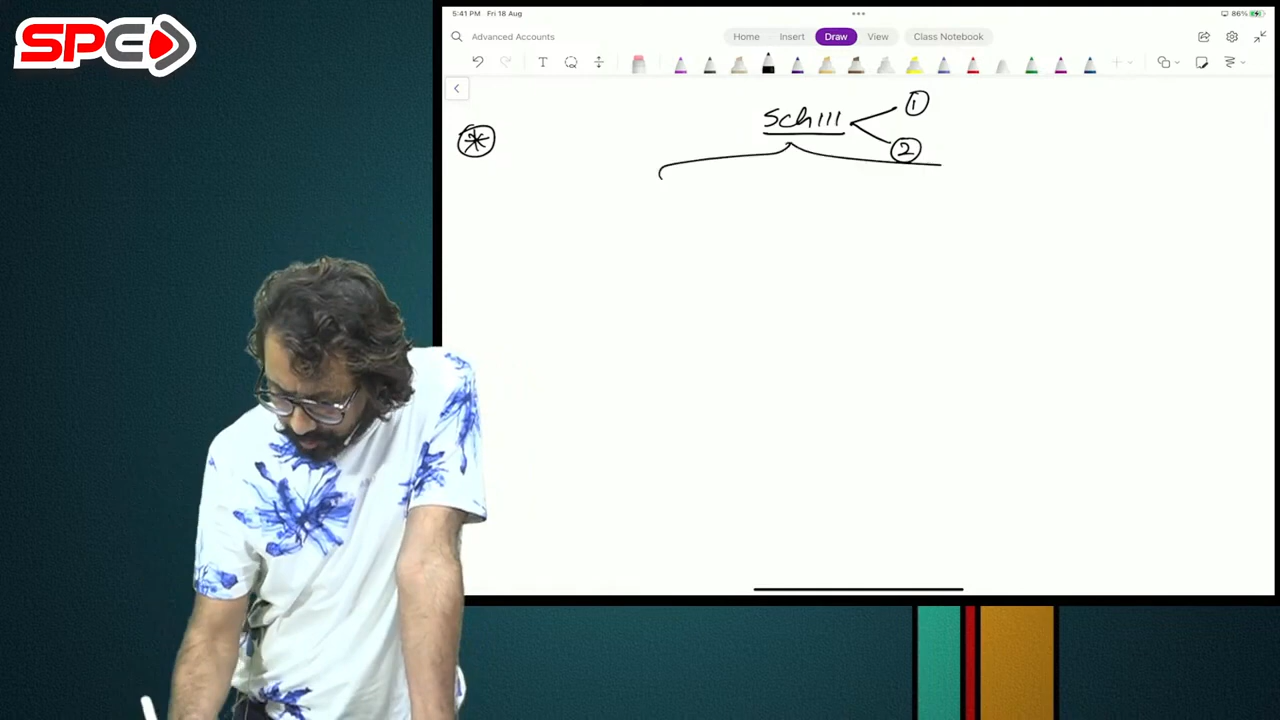 SPE
5:41 PM Fri 18 Aug
86%
Advanced Accounts
Home Insert Draw View Class Notebook
T
Sch III
①
②